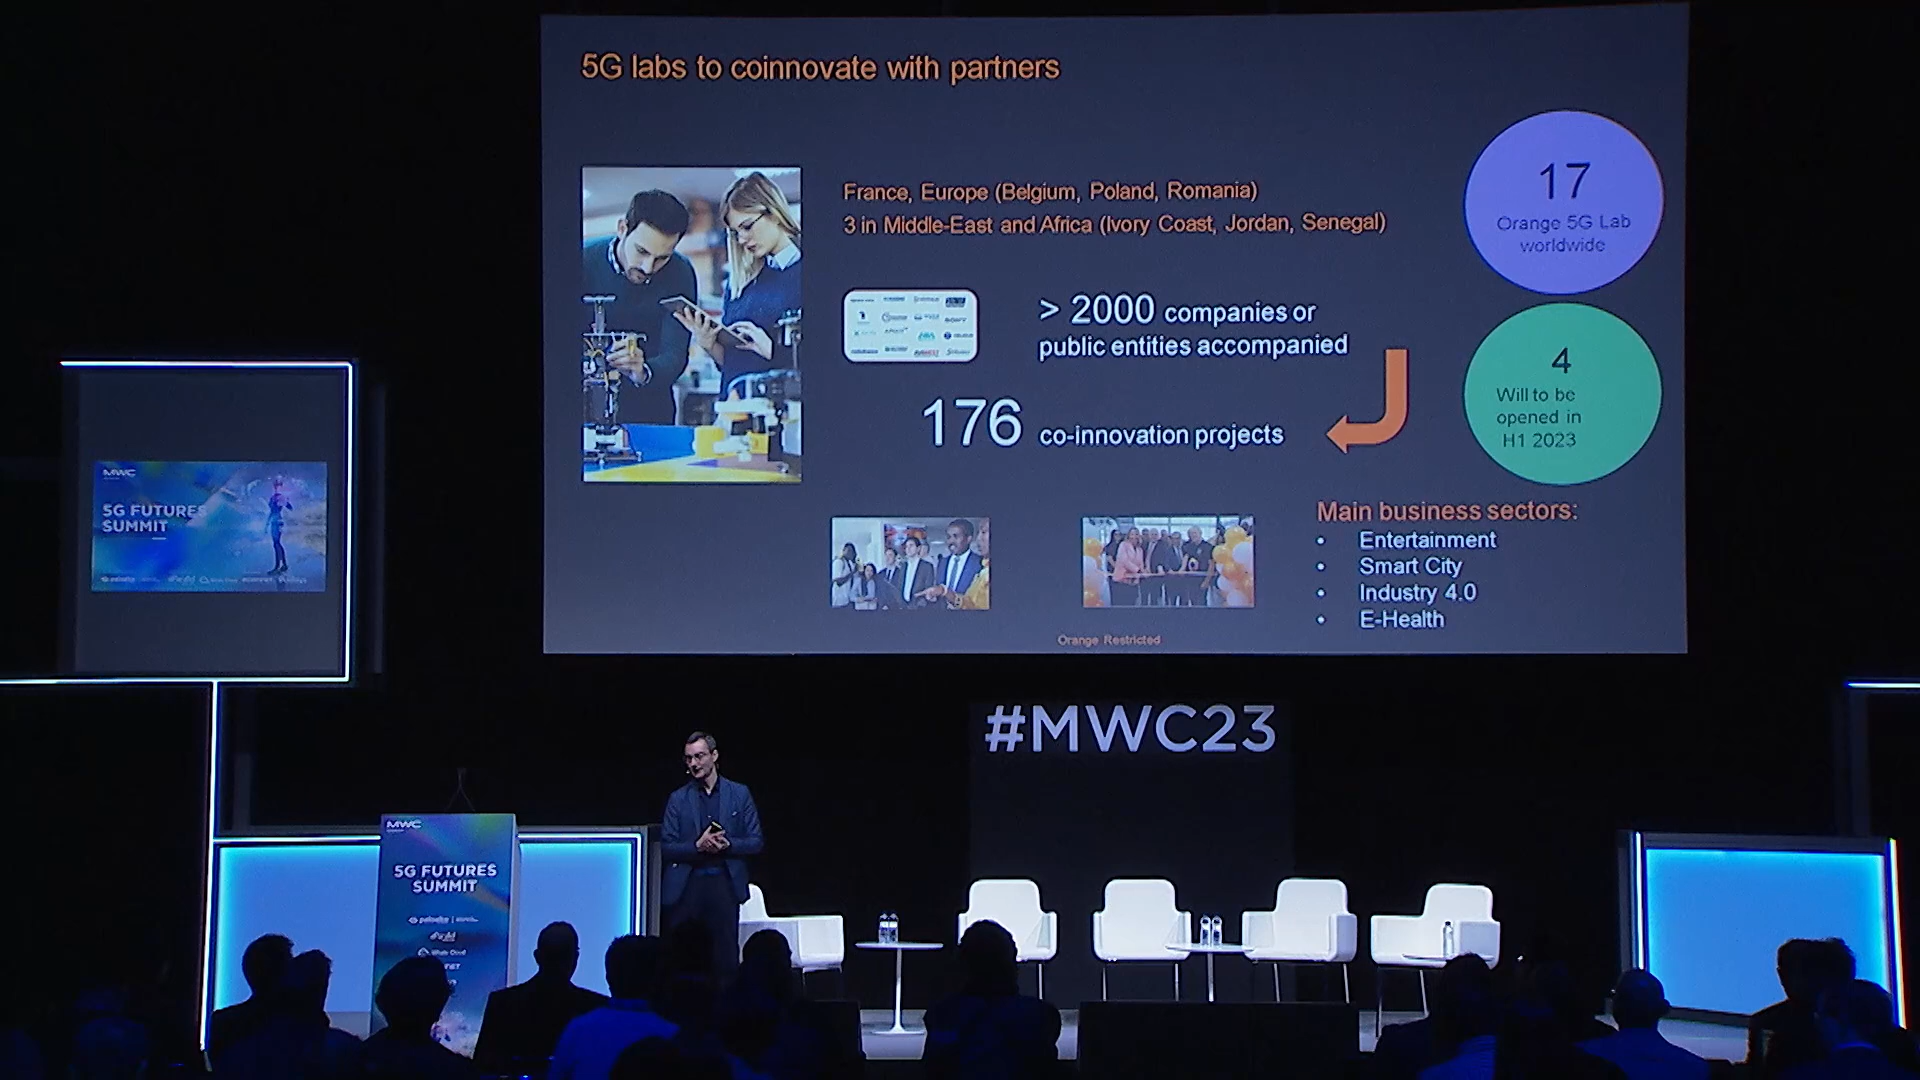 5G labs to coinnovate with partners
France, Europe (Belgium, Poland, Romania)
3 in Middle-East and Africa (Ivory Coast, Jordan, Senegal)
17
Orange 5G Lab
worldwide
> 2000 companies or
public entities accompanied
176 co-innovation projects
4
Will to be
opened in
H1 2023
Main business sectors:
• Entertainment
• Smart City
• Industry 4.0
• E-Health
Orange Restricted
MWC
5G FUTURES
SUMMIT
#MWC23
MWC
5G FUTURES
SUMMIT